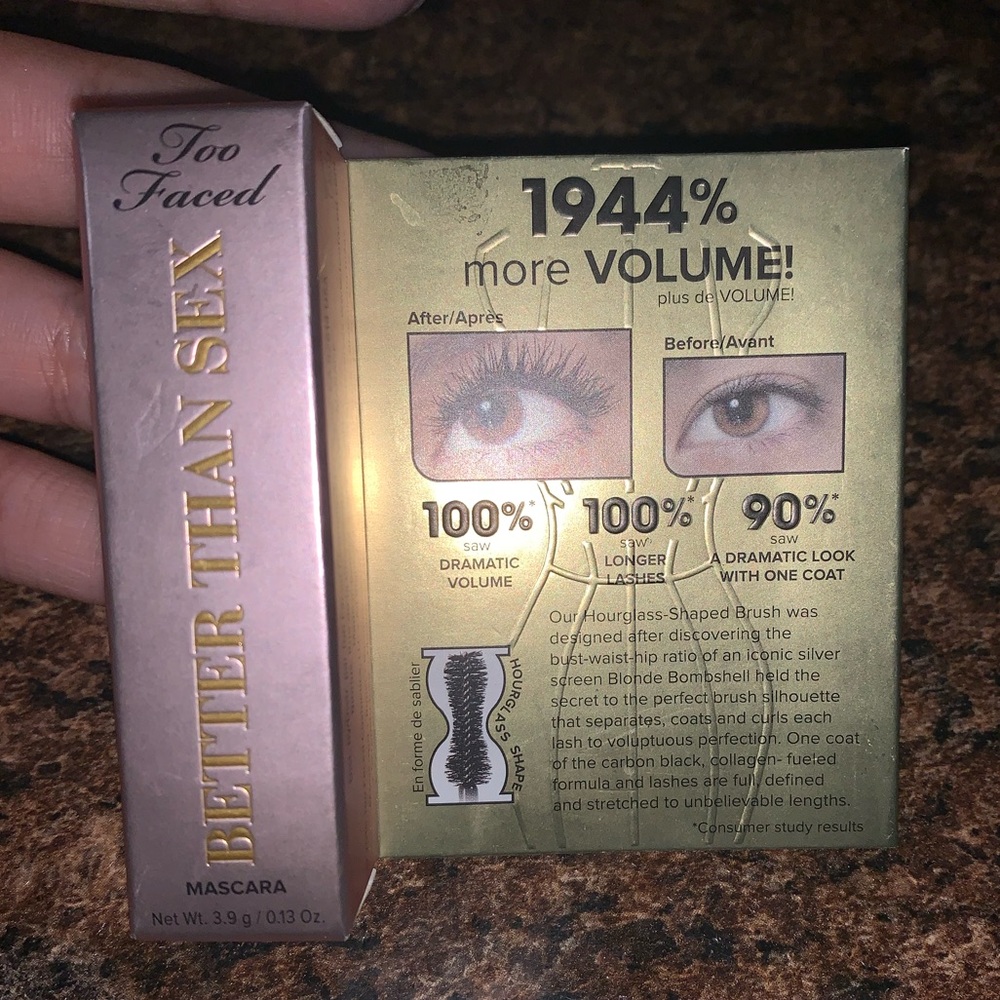 Too
Faced
BETTER THAN SEX
MASCARA
Net Wt. 3.9 g / 0.13 Oz.
1944%
more VOLUME!
plus de VOLUME!
After/Après
Before/Avant
100%*
saw
DRAMATIC
VOLUME
100%*
saw
LONGER
LASHES
90%*
saw
A DRAMATIC LOOK
WITH ONE COAT
En forme de sablier
HOURGLASS SHAPE
Our Hourglass-Shaped Brush was
designed after discovering the
bust-waist-hip ratio of an iconic silver
screen Blonde Bombshell held the
secret to the perfect brush silhouette
that separates, coats and curls each
lash to voluptuous perfection. One coat
of the carbon black, collagen- fueled
formula and lashes are full, defined
and stretched to unbelievable lengths.
*Consumer study results